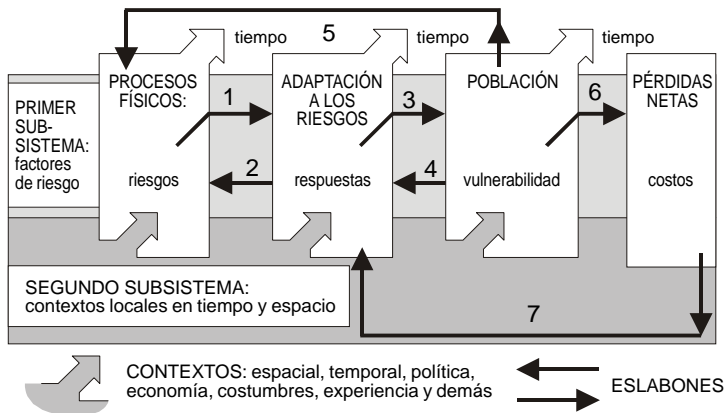 tiempo
5
tiempo
tiempo
PRIMER
SUB-
SISTEMA:
factores
de riesgo
PROCESOS
FÍSICOS:
riesgos
1
2
ADAPTACIÓN
A LOS
RIESGOS
respuestas
3
4
POBLACIÓN
vulnerabilidad
6
PÉRDIDAS
NETAS
costos
SEGUNDO SUBSISTEMA:
contextos locales en tiempo y espacio
7
CONTEXTOS: espacial, temporal, política,
economía, costumbres, experiencia y demás
ESLABONES